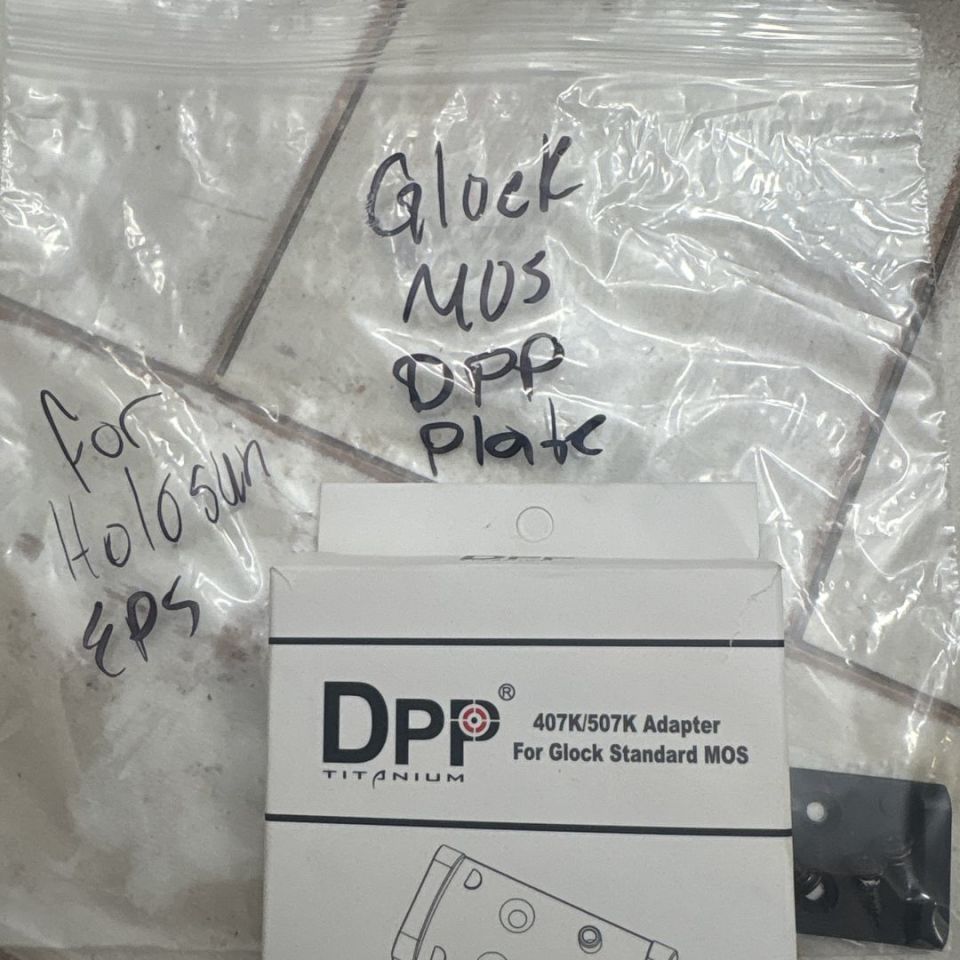 Glock
MOS
DPP
plate
For
Holosun
EPS
DPP®
TITANIUM
407K/507K Adapter
For Glock Standard MOS